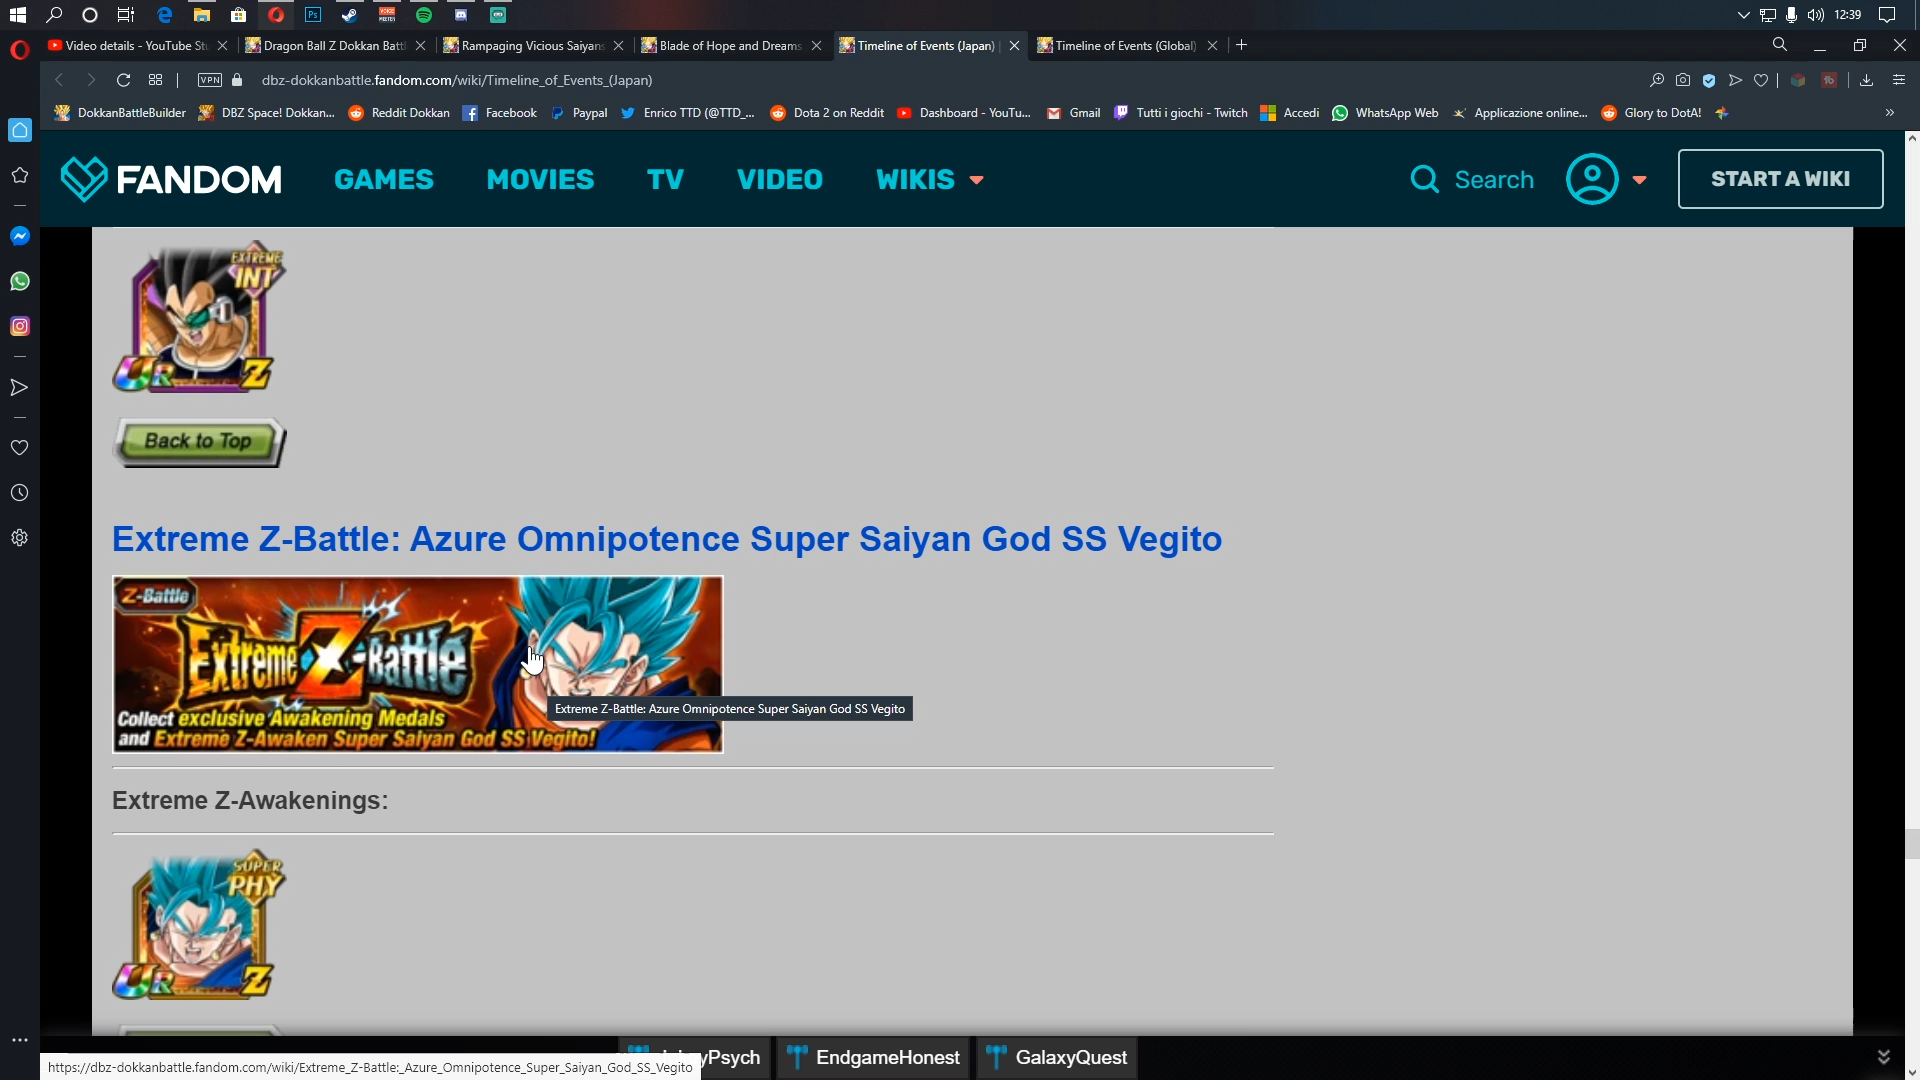 12:39
Video details - YouTube St
Dragon Ball Z Dokkan Batt
Rampaging Vicious Saiyans
Blade of Hope and Dreams
Timeline of Events (Japan)
Timeline of Events (Global)
VPN
dbz-dokkanbattle.fandom.com/wiki/Timeline_of_Events_(Japan)
DokkanBattleBuilder
DBZ Space! Dokkan...
Reddit Dokkan
Facebook
Paypal
Enrico TTD (@TTD_...
Dota 2 on Reddit
Dashboard - YouTu...
Gmail
Tutti i giochi - Twitch
Accedi
WhatsApp Web
Applicazione online...
Glory to DotA!
FANDOM
GAMES
MOVIES
TV
VIDEO
WIKIS
Search
START A WIKI
EXTREME
INT
UR
Z
Back to Top
Extreme Z-Battle: Azure Omnipotence Super Saiyan God SS Vegito
Z-Battle
Extreme Z-Battle
Collect exclusive Awakening Medals
and Extreme Z-Awaken Super Saiyan God SS Vegito!
Extreme Z-Battle: Azure Omnipotence Super Saiyan God SS Vegito
Extreme Z-Awakenings:
SUPER
PHY
UR
Z
EndgameHonest
GalaxyQuest
https://dbz-dokkanbattle.fandom.com/wiki/Extreme_Z-Battle:_Azure_Omnipotence_Super_Saiyan_God_SS_Vegito